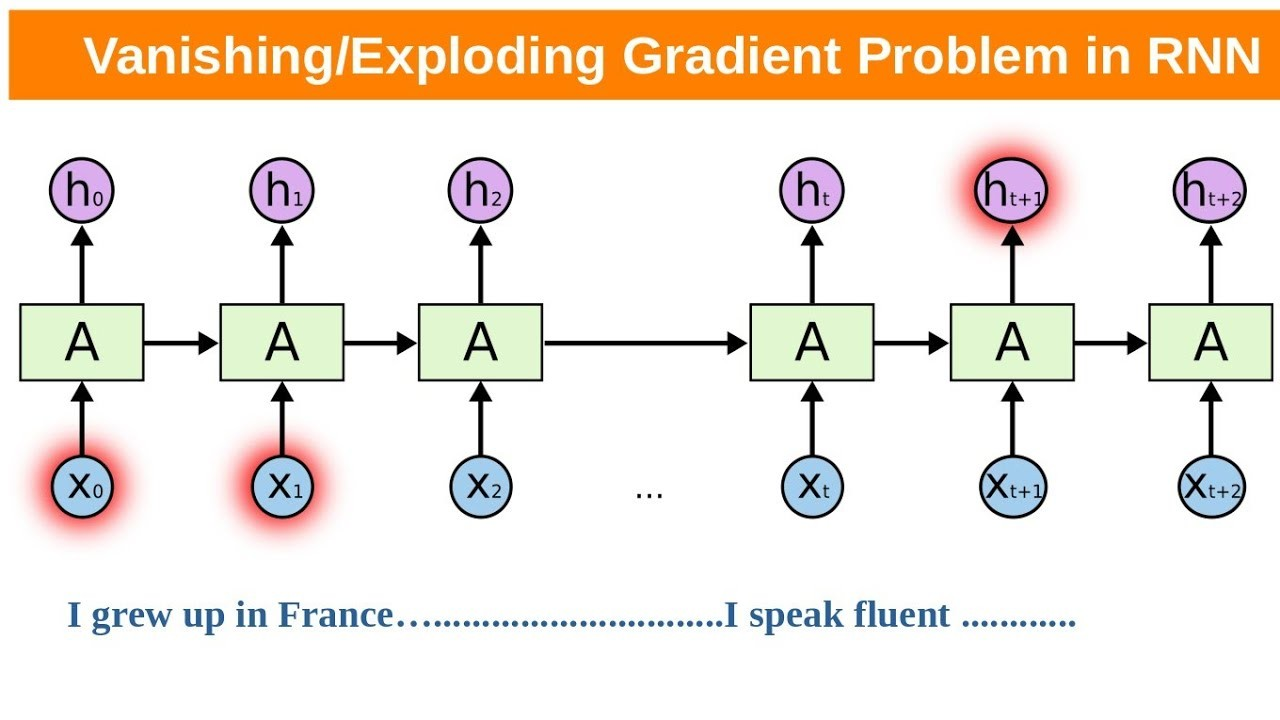 Vanishing/Exploding Gradient Problem in RNN
h0 h1 h2 ht ht+1 ht+2
A A A A A A
x0 x1 x2 ... xt xt+1 xt+2
I grew up in France…...............................I speak fluent ............